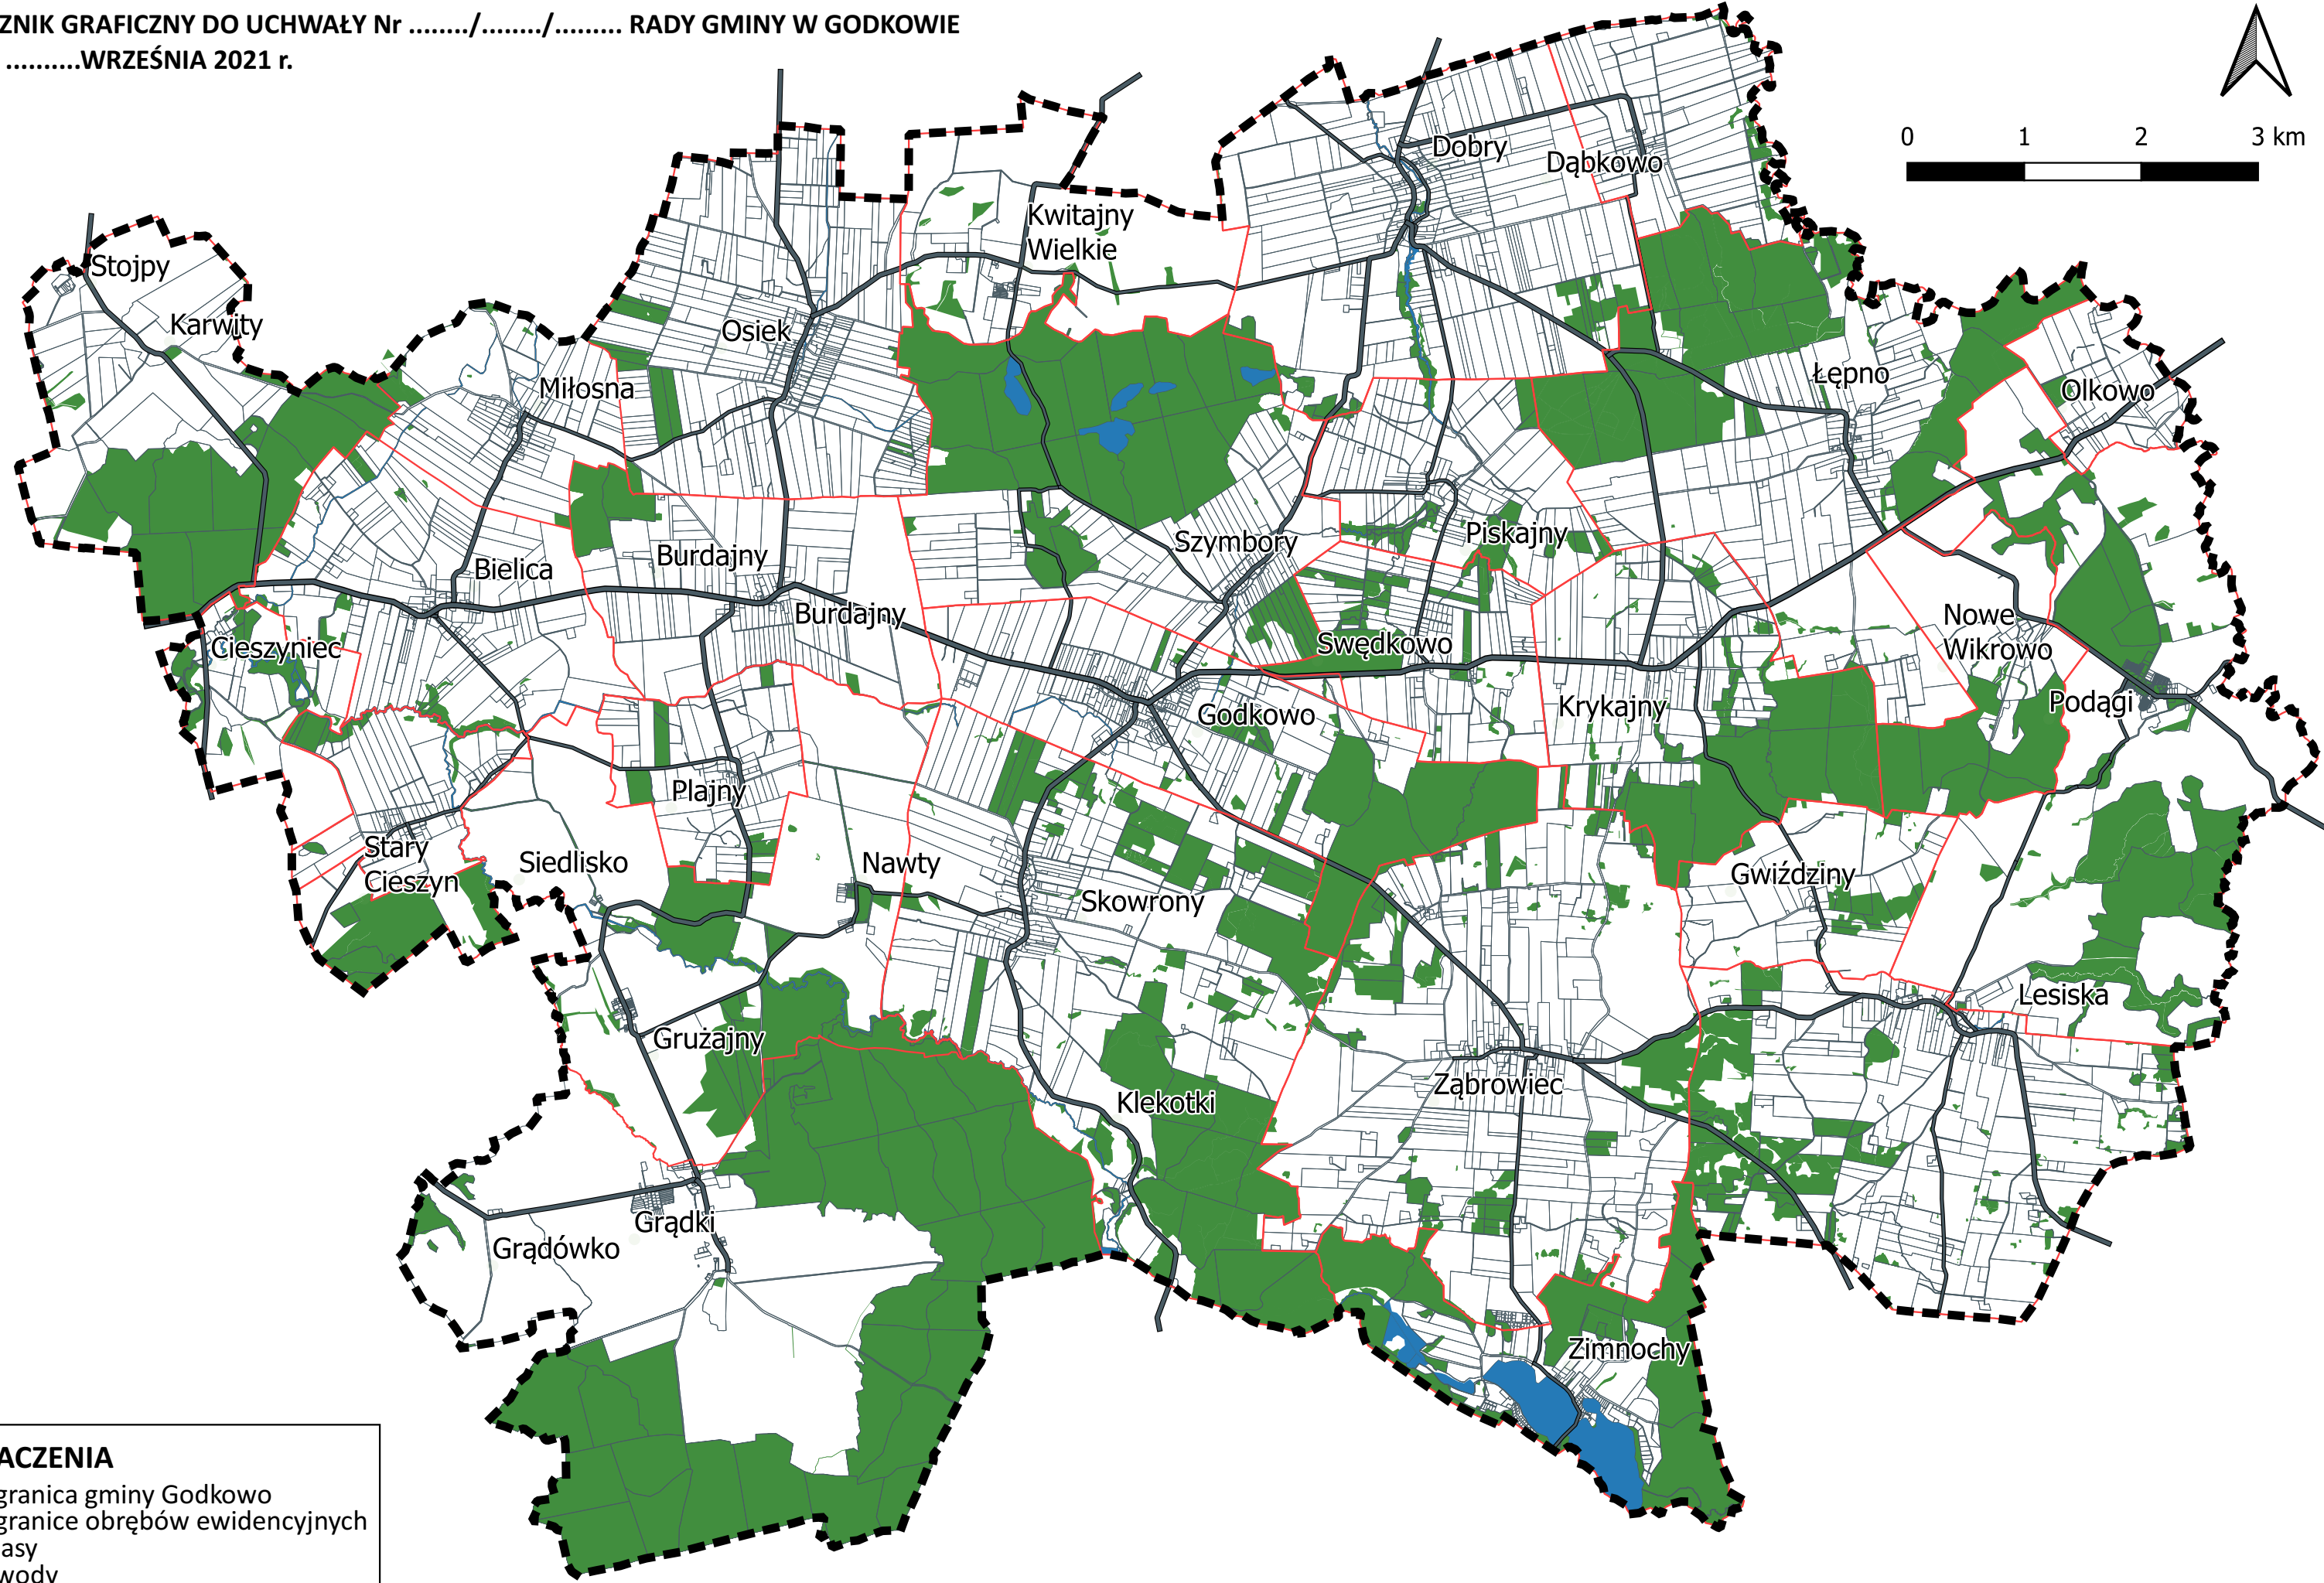 ZNIK GRAFICZNY DO UCHWAŁY Nr ......../......../......... RADY GMINY W GODKOWIE
..........WRZEŚNIA 2021 r.
0 1 2 3 km
Dobry
Dąbkowo
Kwitajny
Wielkie
Stojpy
Karwity
Osiek
Miłosna
Łępno
Olkowo
Szymbory
Piskajny
Bielica
Burdajny
Burdajny
Nowe
Wikrowo
Cieszyniec
Swędkowo
Podągi
Godkowo
Krykajny
Plajny
Stary
Cieszyn
Siedlisko
Nawty
Gwiździny
Skowrony
Lesiska
Grużajny
Ząbrowiec
Klekotki
Grądki
Grądówko
Zimnochy
ACZENIA
granica gminy Godkowo
granice obrębów ewidencyjnych
asy
wody